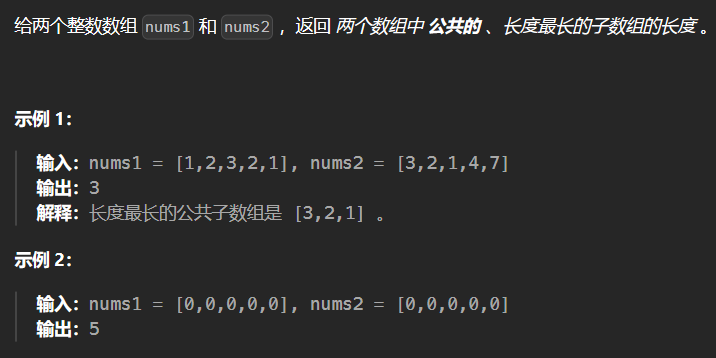 给两个整数数组 nums1 和 nums2 ，返回 两个数组中 公共的 、长度最长的子数组的长度 。
示例 1：
输入：nums1 = [1,2,3,2,1], nums2 = [3,2,1,4,7]
输出：3
解释：长度最长的公共子数组是 [3,2,1] 。
示例 2：
输入：nums1 = [0,0,0,0,0], nums2 = [0,0,0,0,0]
输出：5